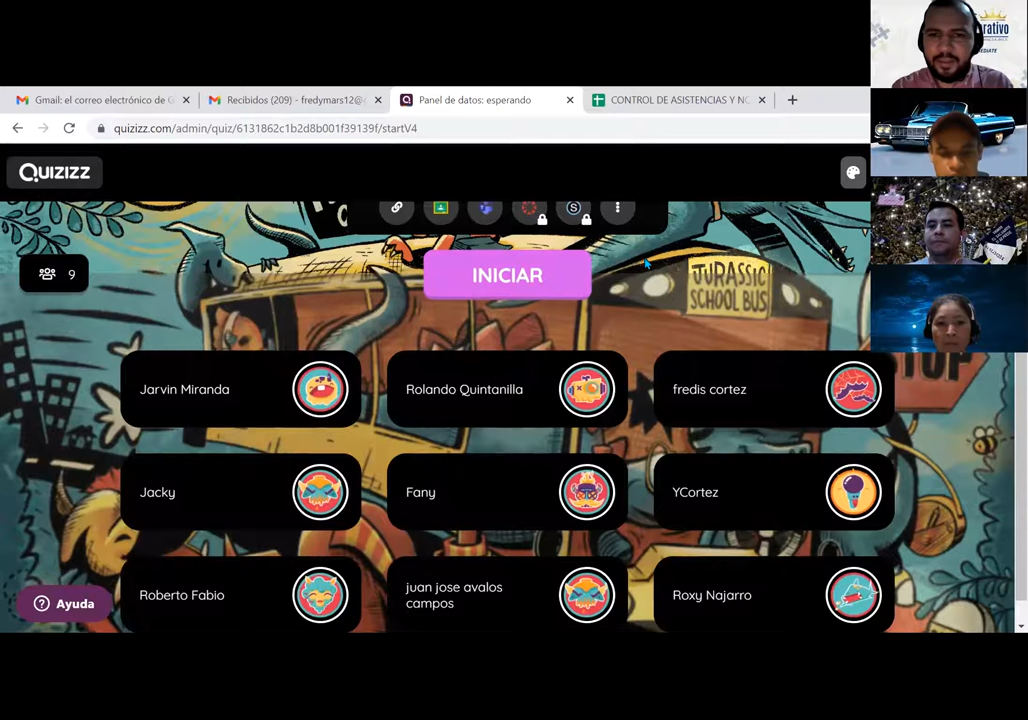 Gmail: el correo electrónico de G
Recibidos (209) - fredymars12@g
Panel de datos: esperando
CONTROL DE ASISTENCIAS Y NO
quizizz.com/admin/quiz/6131862c1b2d8b001f39139f/startV4
Quizizz
9
INICIAR
JURASSIC
SCHOOL BUS
Jarvin Miranda
Rolando Quintanilla
fredis cortez
Jacky
Fany
YCortez
Roberto Fabio
juan jose avalos
campos
Roxy Najarro
Ayuda